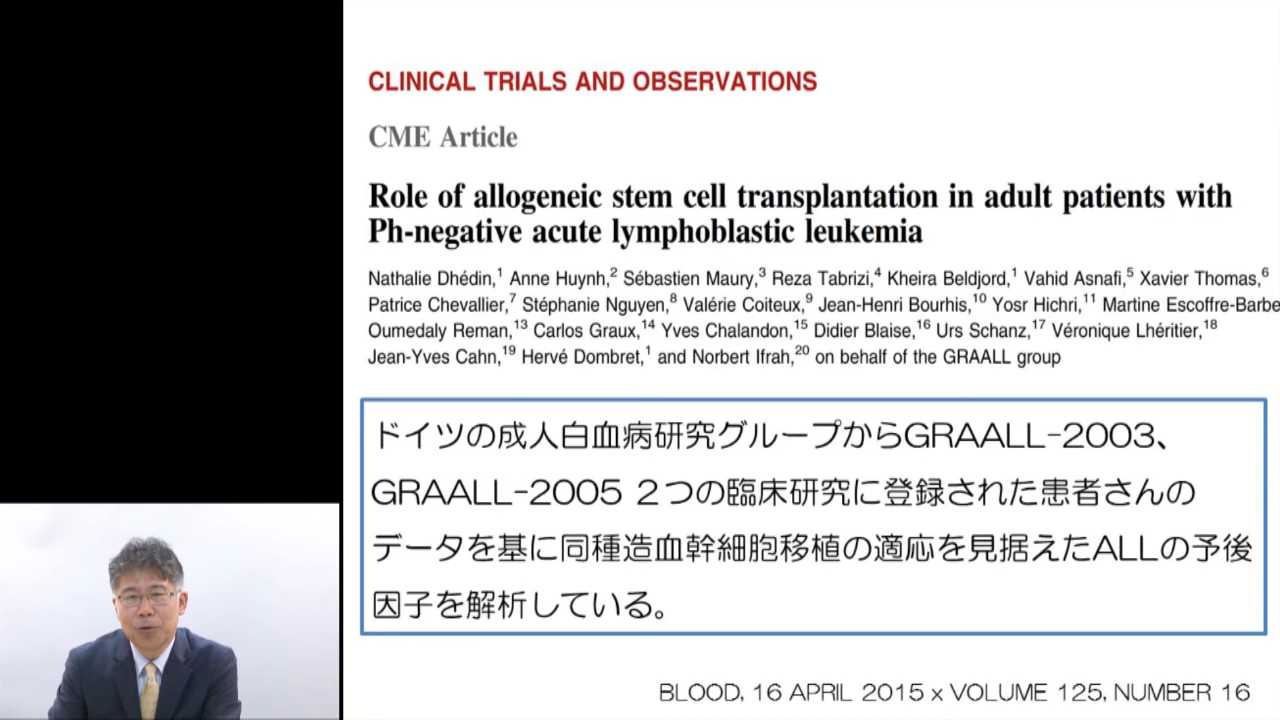 CLINICAL TRIALS AND OBSERVATIONS
CME Article
Role of allogeneic stem cell transplantation in adult patients with
Ph-negative acute lymphoblastic leukemia
Nathalie Dhédin,1 Anne Huynh,2 Sébastien Maury,3 Reza Tabrizi,4 Kheira Beldjord,1 Vahid Asnafi,5 Xavier Thomas,6
Patrice Chevallier,7 Stéphanie Nguyen,8 Valérie Coiteux,9 Jean-Henri Bourhis,10 Yosr Hichri,11 Martine Escoffre-Barbe
Oumedaly Reman,13 Carlos Graux,14 Yves Chalandon,15 Didier Blaise,16 Urs Schanz,17 Véronique Lhéritier,18
Jean-Yves Cahn,19 Hervé Dombret,1 and Norbert Ifrah,20 on behalf of the GRAALL group
ドイツの成人白血病研究グループからGRAALL-2003、
GRAALL-2005 2つの臨床研究に登録された患者さんの
データを基に同種造血幹細胞移植の適応を見据えたALLの予後
因子を解析している。
BLOOD, 16 APRIL 2015 x VOLUME 125, NUMBER 16